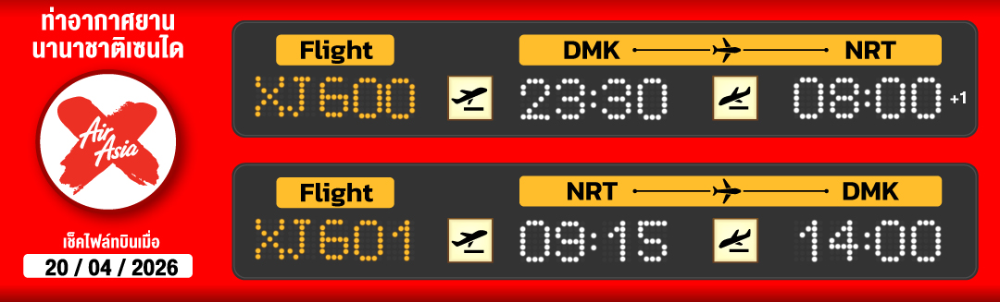 ท่าอากาศยาน
นานาชาติเซนได
Air
Asia
เช็คไฟล์ทบินเมื่อ
20 / 04 / 2026
Flight DMK NRT
XJ600 23:30 08:00 +1
Flight NRT DMK
XJ601 09:15 14:00